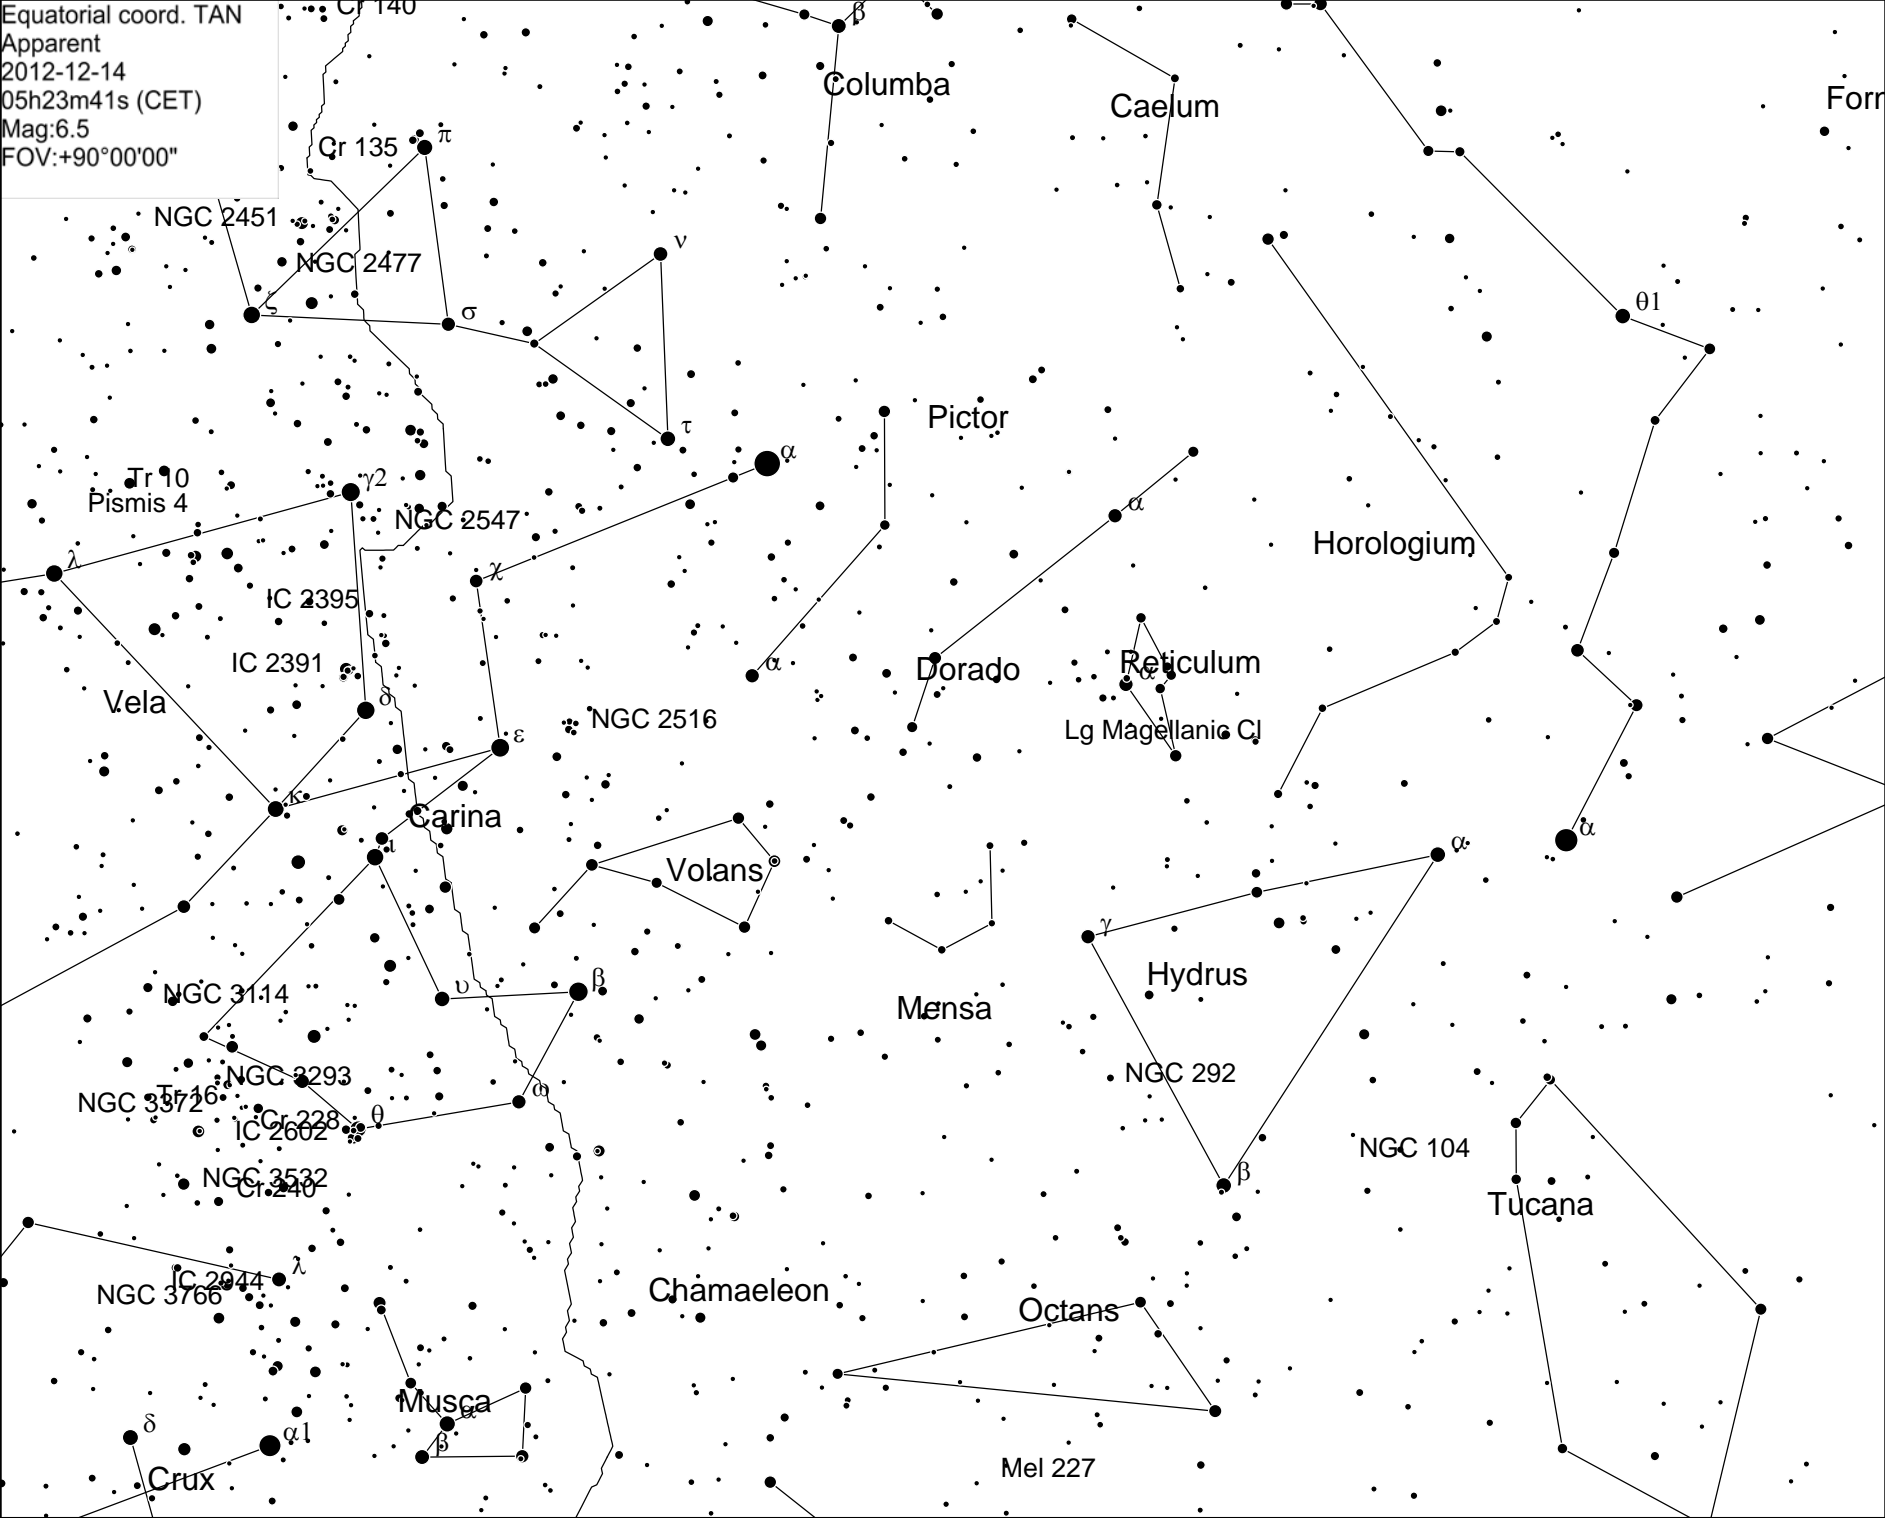 Equatorial coord. TAN
Apparent
2012-12-14
05h23m41s (CET)
Mag:6.5
FOV:+90°00'00"
Cr 140
β
Columba
Caelum
Forr
Cr 135
π
NGC 2451
NGC 2477
ν
ζ
σ
θ1
τ
Pictor
α
Tr 10
Pismis 4
γ2
NGC 2547
α
Horologium
λ
χ
IC 2395
IC 2391
α
Dorado
Reticulum
α
Vela
δ
NGC 2516
Lg Magellanic Cl
ε
κ
Carina
α
ι
Volans
α
γ
Hydrus
NGC 3114
υ
β
Mensa
NGC 3293
NGC 292
Tr 16
NGC 3372
ω
Cr 228
θ
IC 2602
NGC 104
NGC 3532
Cr 240
β
Tucana
λ
IC 2944
NGC 3766
Chamaeleon
Octans
Musca
α
δ
α1
β
Mel 227
Crux